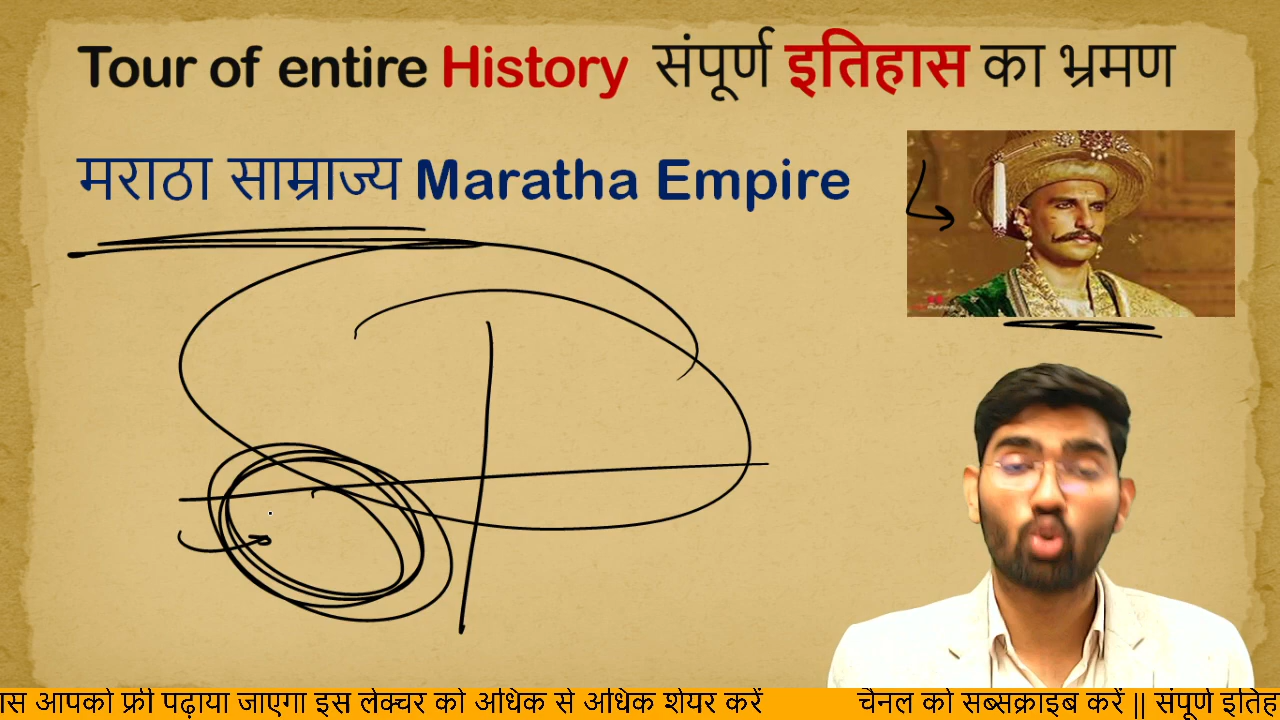 Tour of entire History संपूर्ण इतिहास का भ्रमण
मराठा साम्राज्य Maratha Empire
ास आपको फ्री पढ़ाया जाएगा इस लेक्चर को अधिक से अधिक शेयर करें चैनल को सब्सक्राइब करें || संपूर्ण इतिह